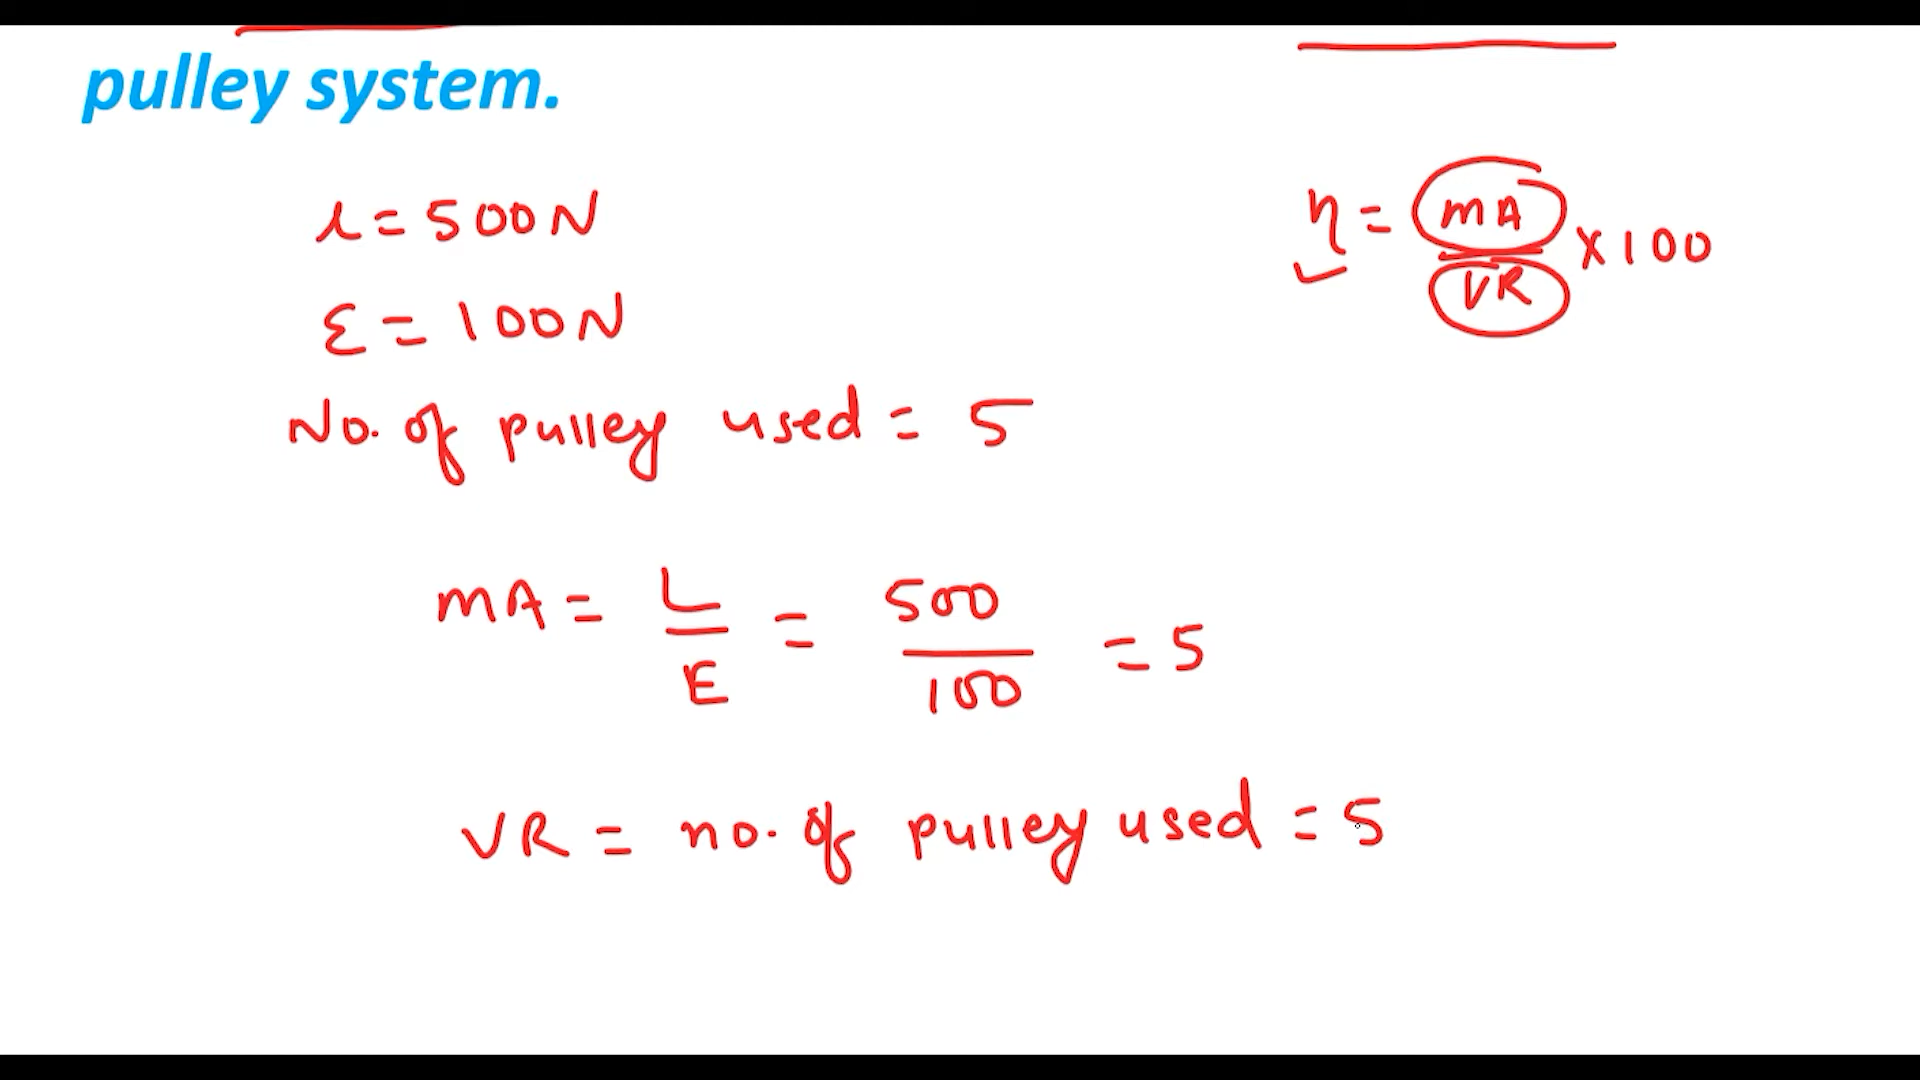 pulley system.
L = 500N
η = MA / VR × 100
E = 100N
No. of pulley used = 5
MA = L / E = 500 / 100 = 5
VR = no. of pulley used = 5